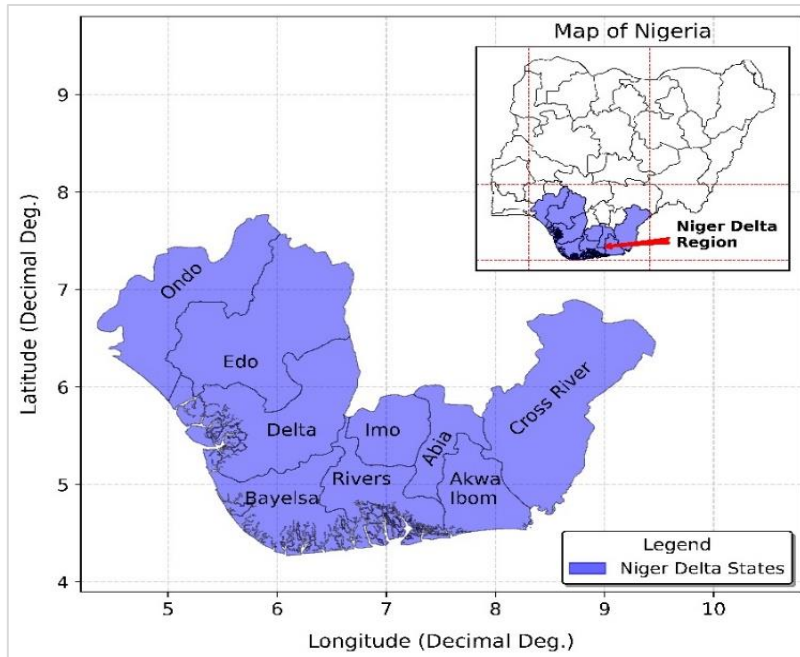 Map of Nigeria
Niger Delta
Region
9
8
7
6
5
4
Latitude (Decimal Deg.)
Ondo
Edo
Delta
Imo
Abia
Cross River
Rivers
Akwa
Ibom
Bayelsa
Legend
Niger Delta States
5
6
7
8
9
10
Longitude (Decimal Deg.)